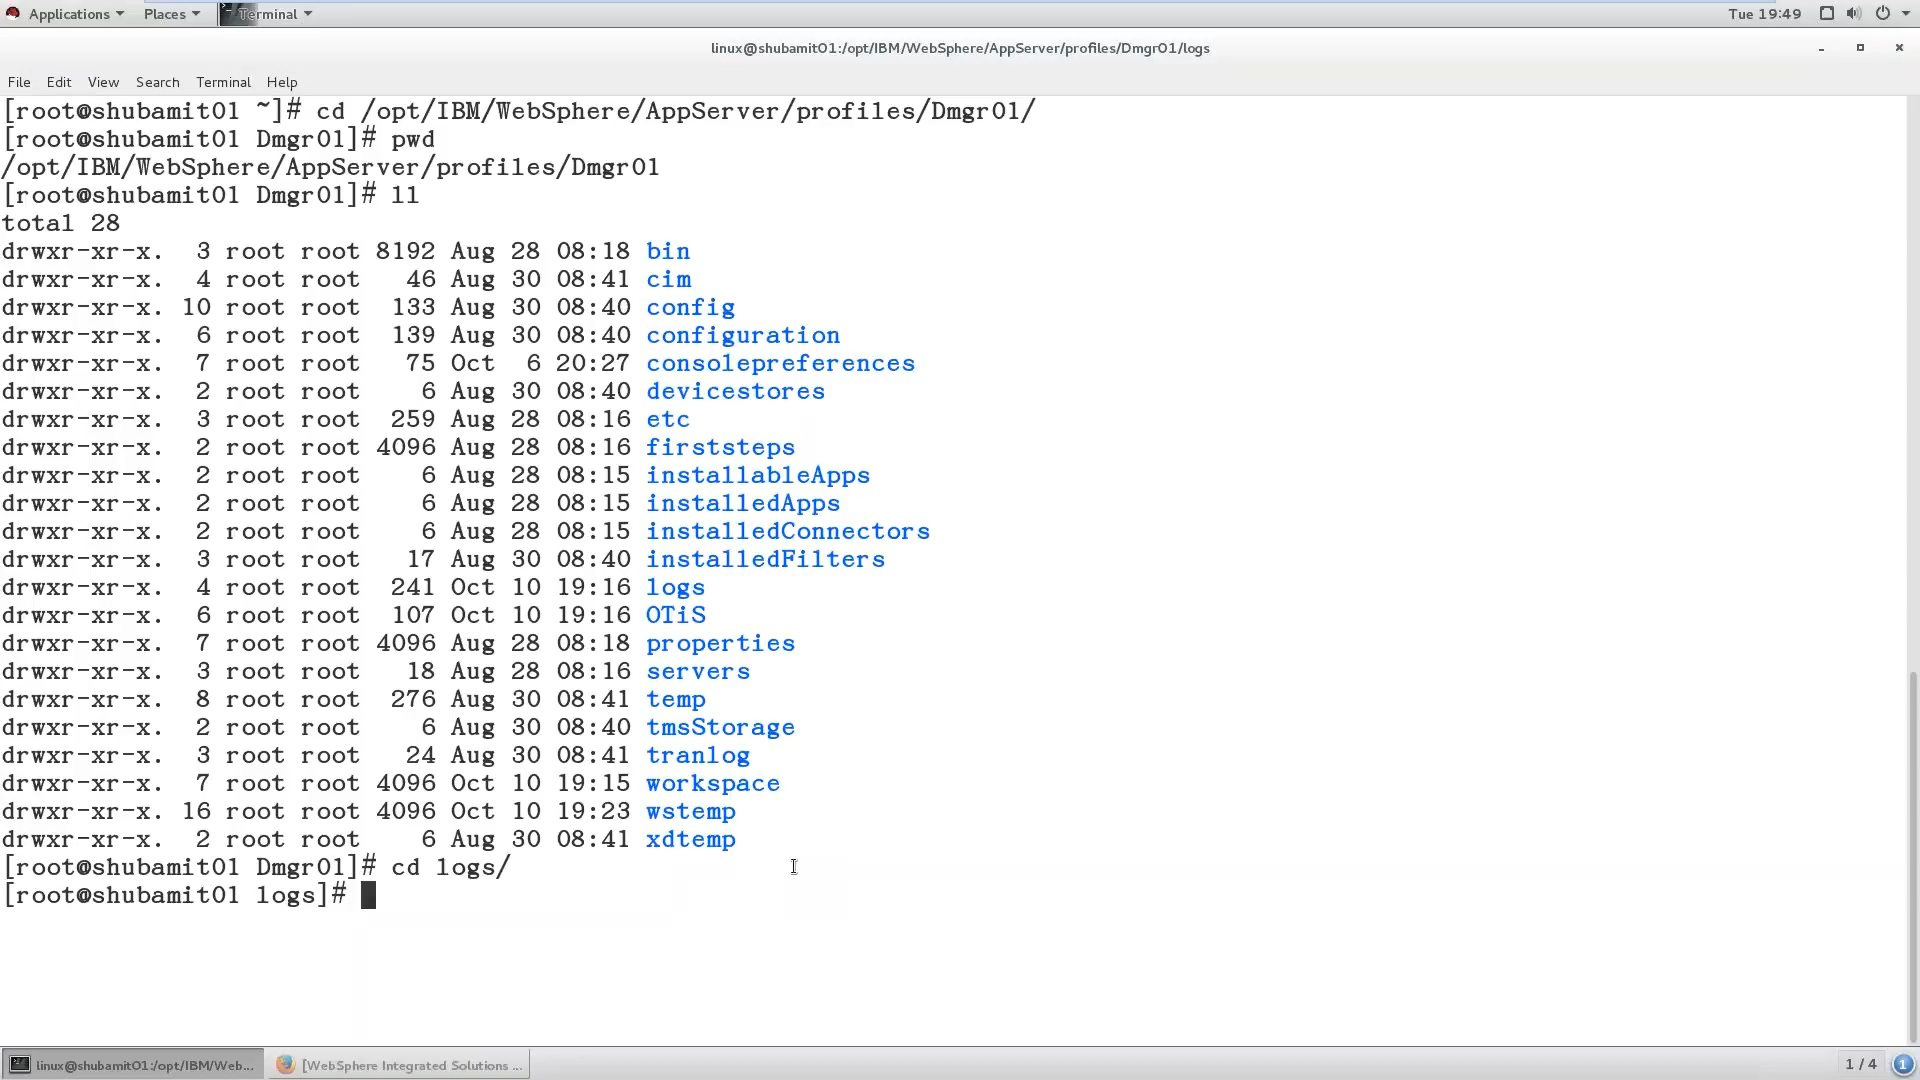 Applications Places Terminal Tue 19:49
linux@shubamit01:/opt/IBM/WebSphere/AppServer/profiles/Dmgr01/logs
File Edit View Search Terminal Help
[root@shubamit01 ~]# cd /opt/IBM/WebSphere/AppServer/profiles/Dmgr01/
[root@shubamit01 Dmgr01]# pwd
/opt/IBM/WebSphere/AppServer/profiles/Dmgr01
[root@shubamit01 Dmgr01]# ll
total 28
drwxr-xr-x.  3 root root 8192 Aug 28 08:18 bin
drwxr-xr-x.  4 root root   46 Aug 30 08:41 cim
drwxr-xr-x. 10 root root  133 Aug 30 08:40 config
drwxr-xr-x.  6 root root  139 Aug 30 08:40 configuration
drwxr-xr-x.  7 root root   75 Oct  6 20:27 consolepreferences
drwxr-xr-x.  2 root root    6 Aug 30 08:40 devicestores
drwxr-xr-x.  3 root root  259 Aug 28 08:16 etc
drwxr-xr-x.  2 root root 4096 Aug 28 08:16 firststeps
drwxr-xr-x.  2 root root    6 Aug 28 08:15 installableApps
drwxr-xr-x.  2 root root    6 Aug 28 08:15 installedApps
drwxr-xr-x.  2 root root    6 Aug 28 08:15 installedConnectors
drwxr-xr-x.  3 root root   17 Aug 30 08:40 installedFilters
drwxr-xr-x.  4 root root  241 Oct 10 19:16 logs
drwxr-xr-x.  6 root root  107 Oct 10 19:16 OTiS
drwxr-xr-x.  7 root root 4096 Aug 28 08:18 properties
drwxr-xr-x.  3 root root   18 Aug 28 08:16 servers
drwxr-xr-x.  8 root root  276 Aug 30 08:41 temp
drwxr-xr-x.  2 root root    6 Aug 30 08:40 tmsStorage
drwxr-xr-x.  3 root root   24 Aug 30 08:41 tranlog
drwxr-xr-x.  7 root root 4096 Oct 10 19:15 workspace
drwxr-xr-x. 16 root root 4096 Oct 10 19:23 wstemp
drwxr-xr-x.  2 root root    6 Aug 30 08:41 xdtemp
[root@shubamit01 Dmgr01]# cd logs/
[root@shubamit01 logs]#
linux@shubamit01:/opt/IBM/Web... [WebSphere Integrated Solutions ... 1 / 4 1